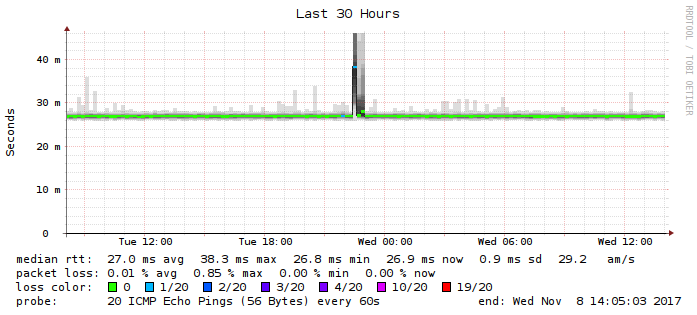 Last 30 Hours
RRDTOOL / TOBI OETIKER
Seconds
40 m
30 m
20 m
10 m
0
Tue 12:00 Tue 18:00 Wed 00:00 Wed 06:00 Wed 12:00
median rtt: 27.0 ms avg 38.3 ms max 26.8 ms min 26.9 ms now 0.9 ms sd 29.2 am/s
packet loss: 0.01 % avg 0.85 % max 0.00 % min 0.00 % now
loss color: 0 1/20 2/20 3/20 4/20 10/20 19/20
probe: 20 ICMP Echo Pings (56 Bytes) every 60s end: Wed Nov 8 14:05:03 2017